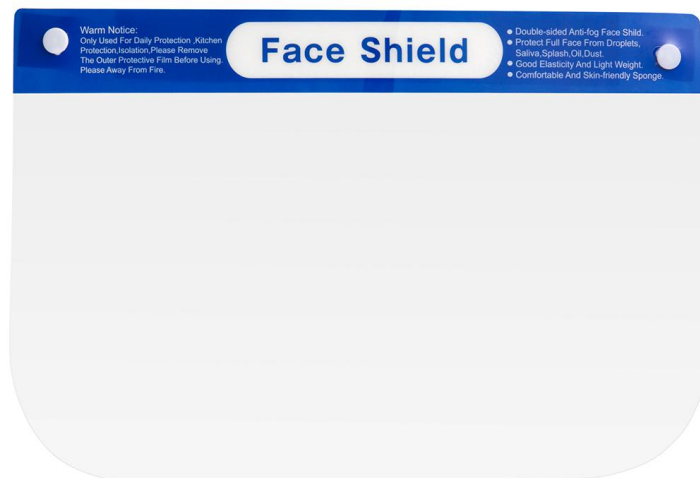 Warm Notice:
Only Used For Daily Protection ,Kitchen
Protection,Isolation,Please Remove
The Outer Protective Film Before Using.
Please Away From Fire.
Face Shield
● Double-sided Anti-fog Face Shild.
● Protect Full Face From Droplets,
Saliva,Splash,Oil,Dust.
● Good Elasticity And Light Weight.
● Comfortable And Skin-friendly Sponge.